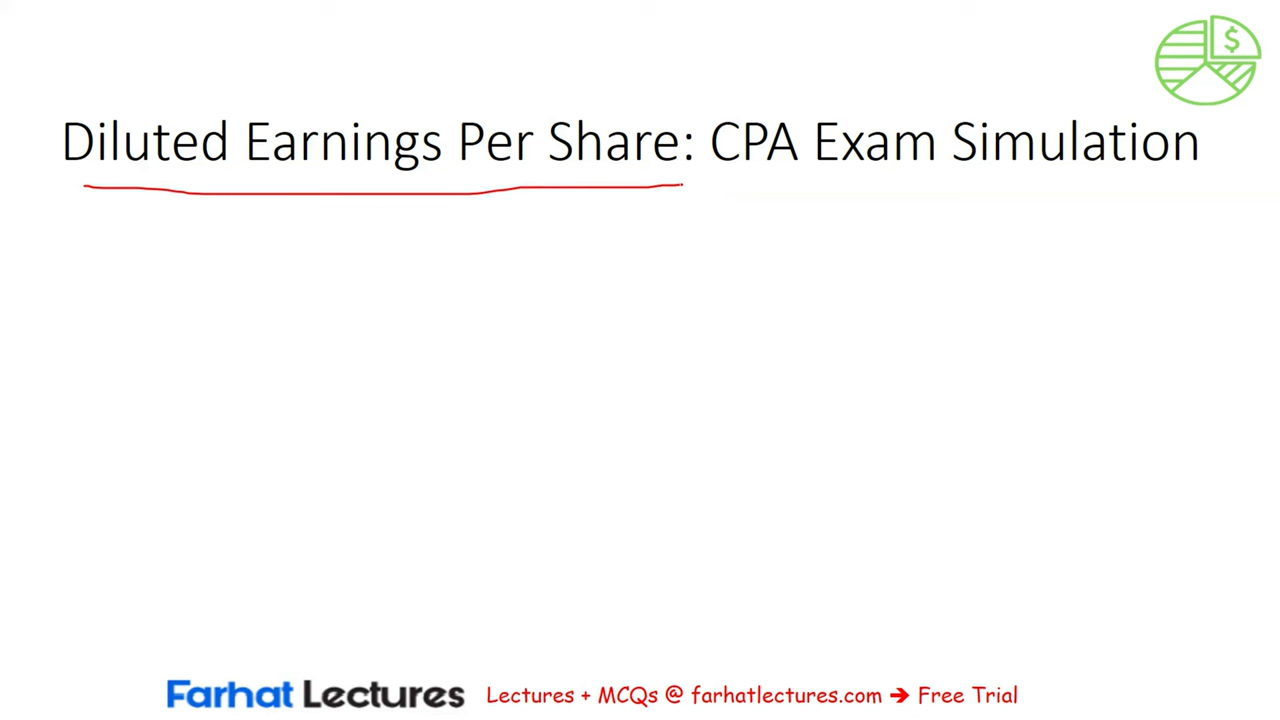 $
Diluted Earnings Per Share: CPA Exam Simulation
Farhat Lectures Lectures + MCQs @ farhatlectures.com ➔ Free Trial